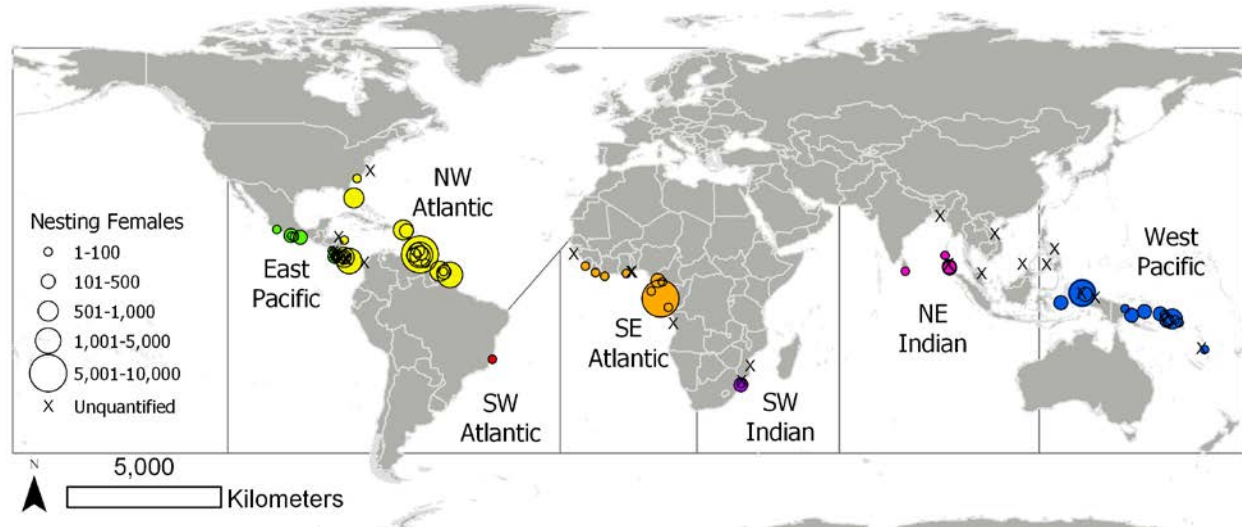 NW
Atlantic
Nesting Females
1-100
101-500
501-1,000
1,001-5,000
5,001-10,000
X Unquantified
East
Pacific
SW
Atlantic
SE
Atlantic
SW
Indian
NE
Indian
West
Pacific
N
5,000
Kilometers